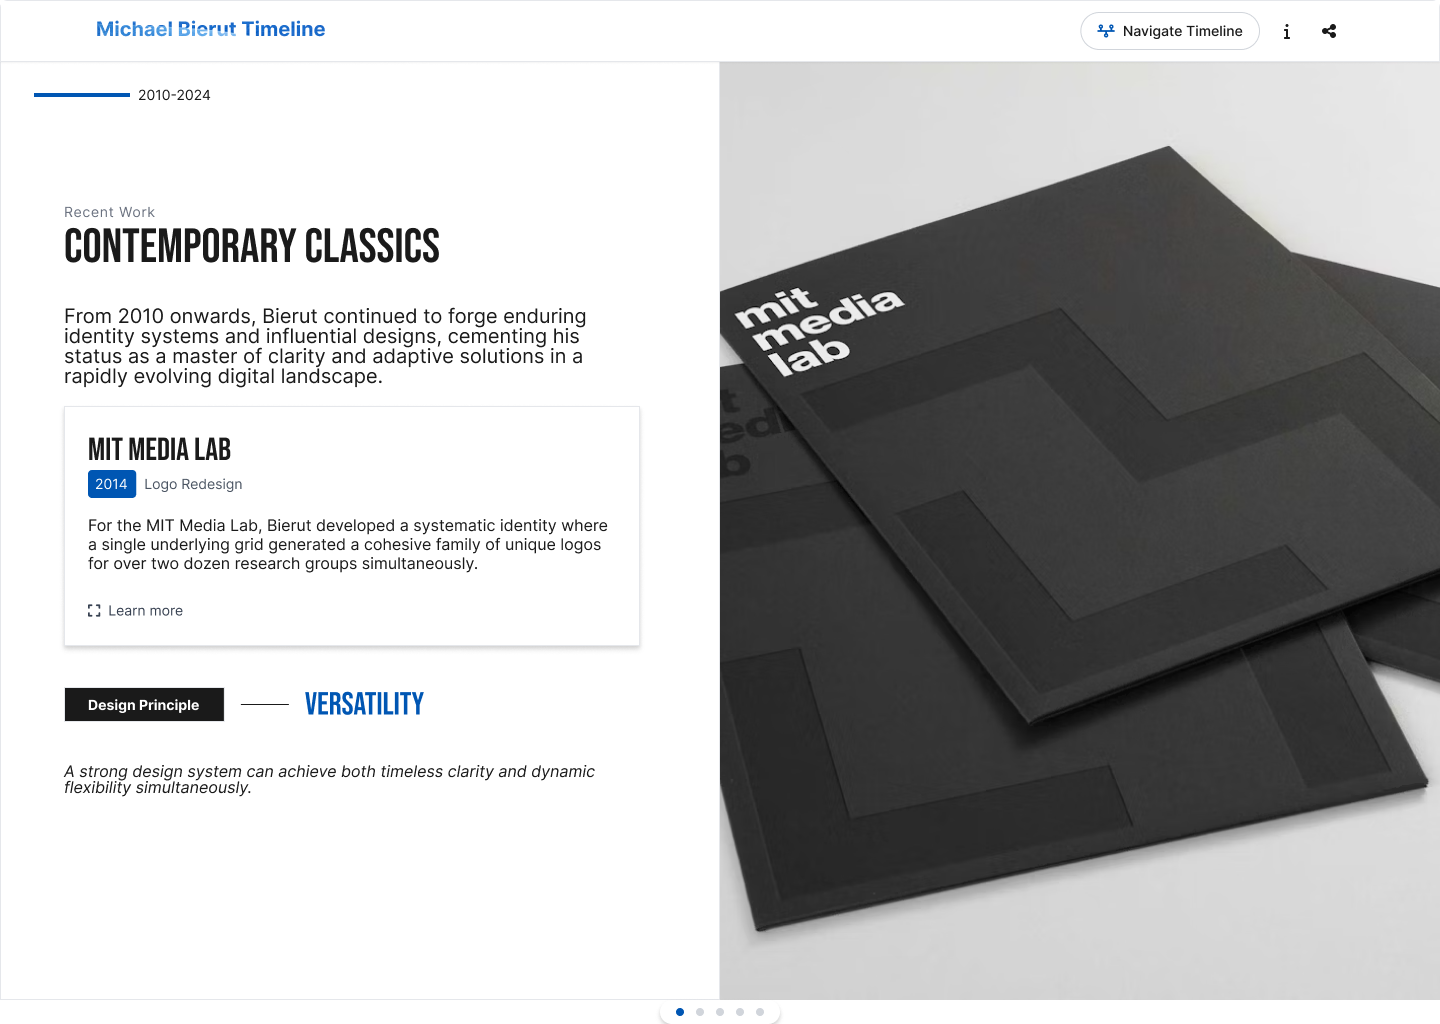 Michael Bierut Timeline
Navigate Timeline
2010-2024
Recent Work
CONTEMPORARY CLASSICS
From 2010 onwards, Bierut continued to forge enduring
identity systems and influential designs, cementing his
status as a master of clarity and adaptive solutions in a
rapidly evolving digital landscape.
MIT MEDIA LAB
2014 Logo Redesign
For the MIT Media Lab, Bierut developed a systematic identity where
a single underlying grid generated a cohesive family of unique logos
for over two dozen research groups simultaneously.
Learn more
Design Principle
VERSATILITY
A strong design system can achieve both timeless clarity and dynamic
flexibility simultaneously.
mit
media
lab